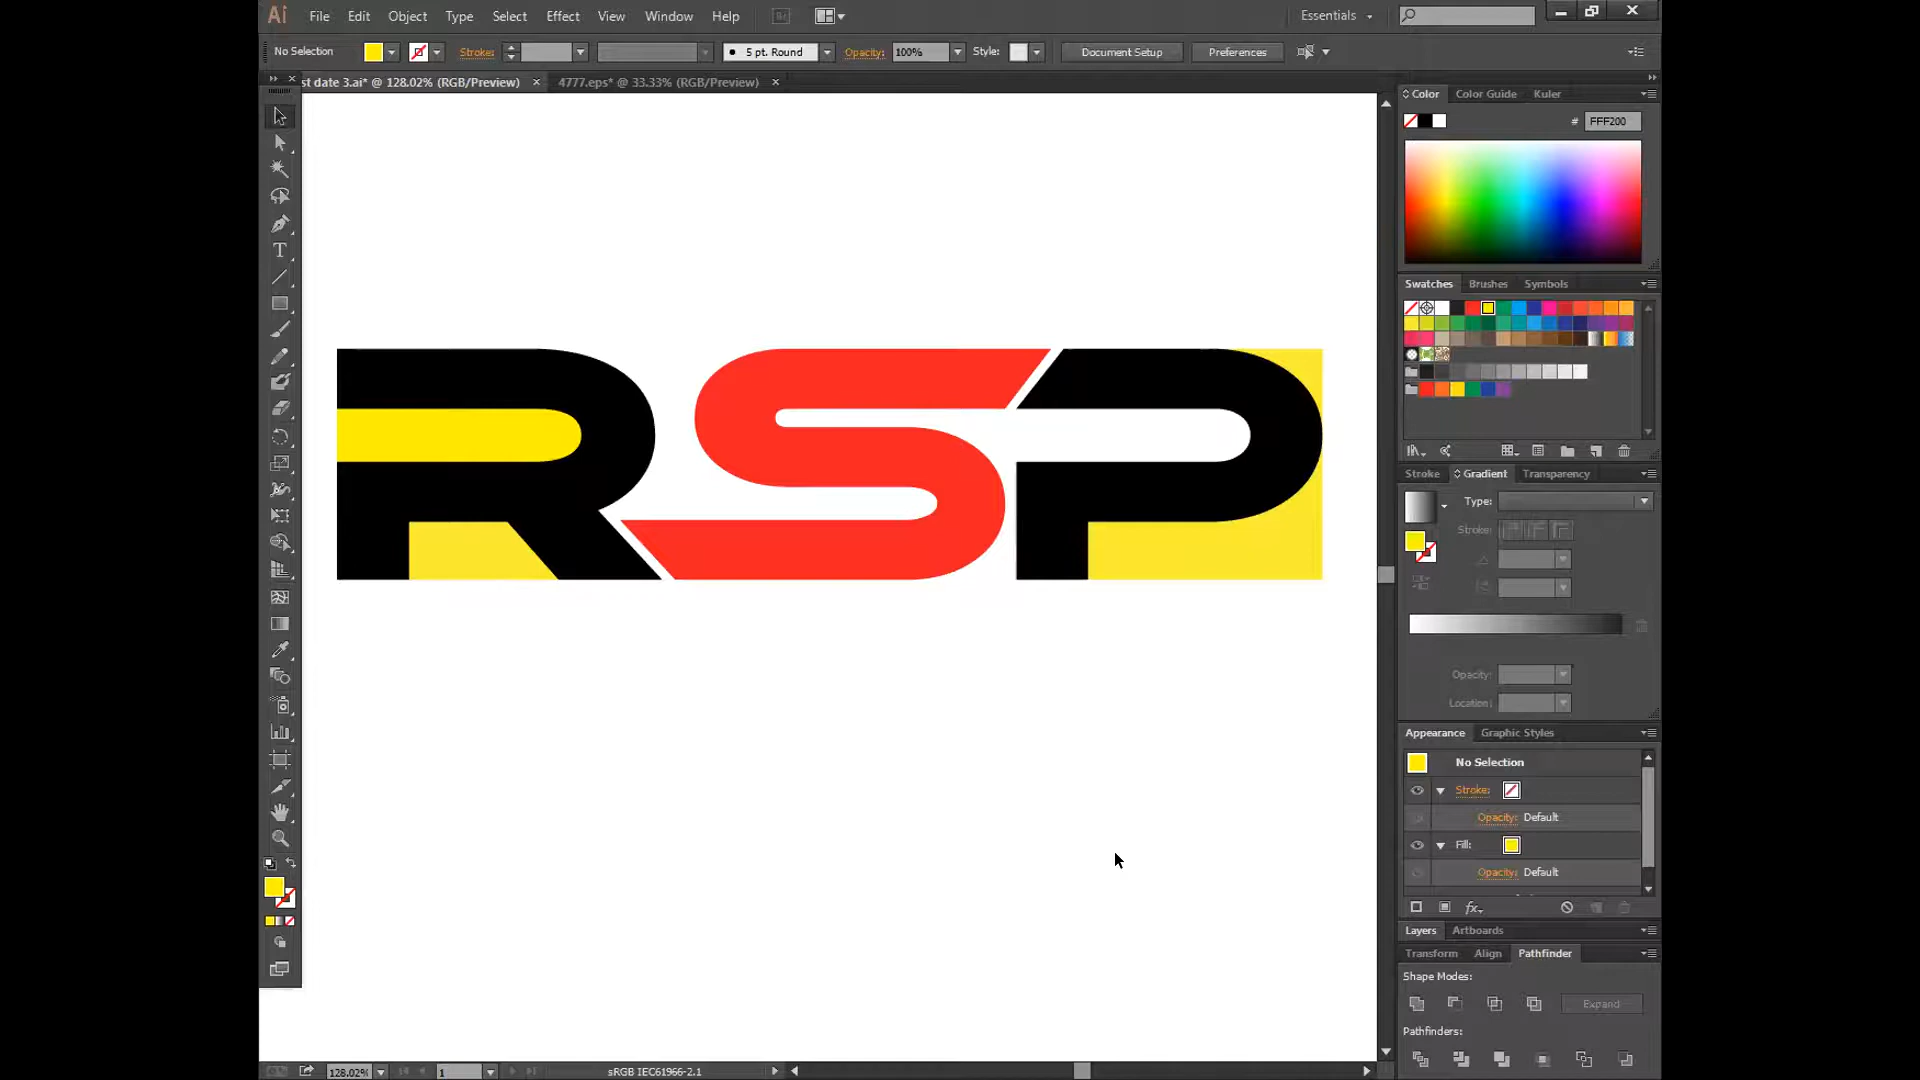 Ai File Edit Object Type Select Effect View Window Help Br Essentials
No Selection Stroke: 5 pt. Round Opacity: 100% Style: Document Setup Preferences
st date 3.ai* @ 128.02% (RGB/Preview) × 4777.eps* @ 33.33% (RGB/Preview) ×
Color Color Guide Kuler
# FFF200
Swatches Brushes Symbols
RSP
Stroke Gradient Transparency
Type:
Stroke:
Opacity:
Location:
Appearance Graphic Styles
No Selection
Stroke:
Opacity: Default
Fill:
Opacity: Default
fx
Layers Artboards
Transform Align Pathfinder
Shape Modes:
Expand
Pathfinders:
128.02% 1 sRGB IEC61966-2.1